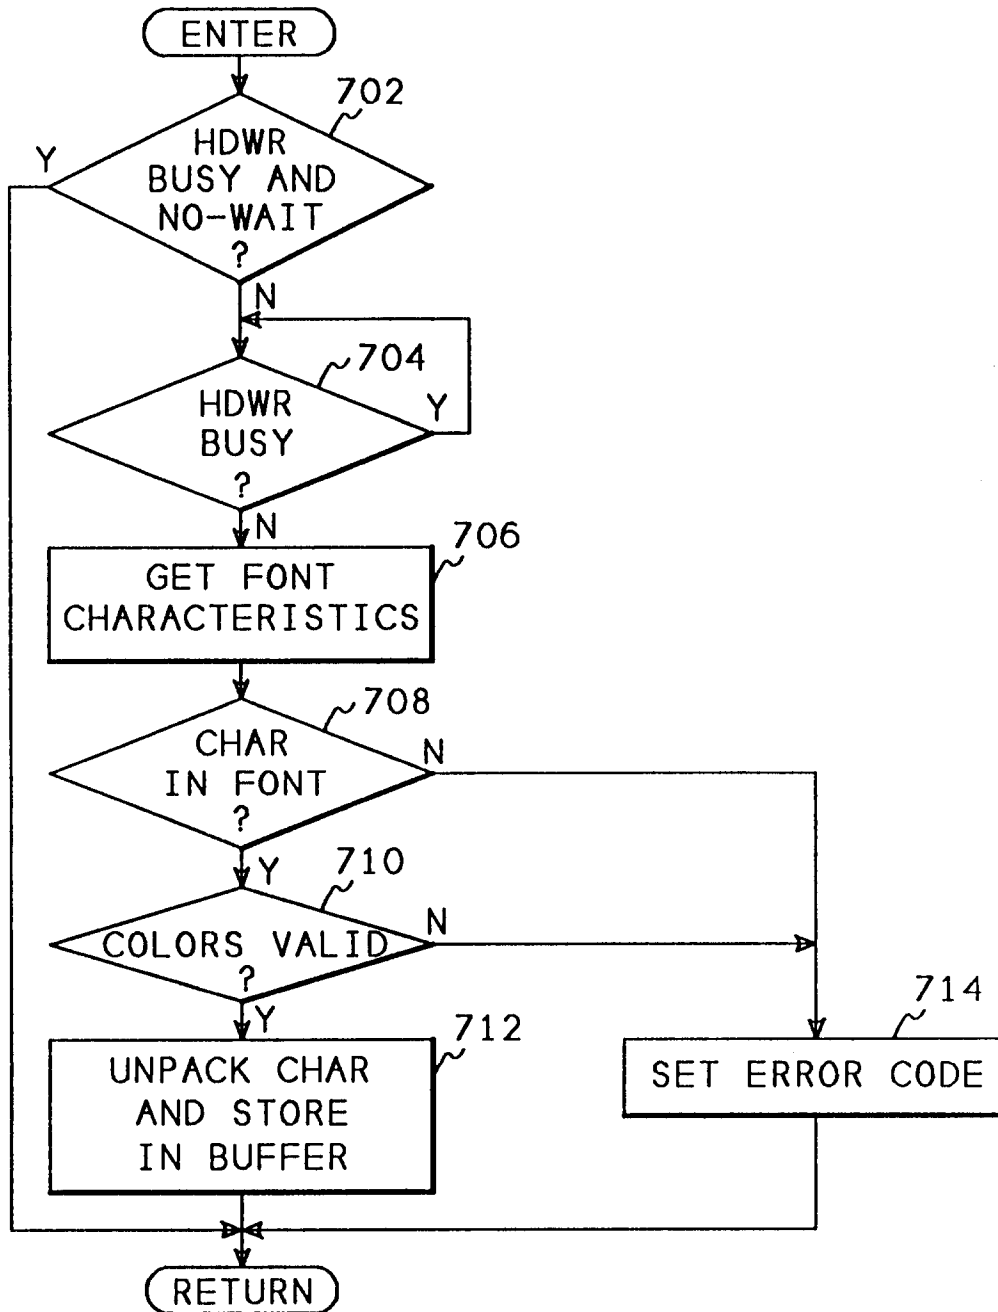 ENTER
702
HDWR
BUSY AND
NO-WAIT
?
Y
N
704
HDWR
BUSY
?
Y
N
706
GET FONT
CHARACTERISTICS
708
CHAR
IN FONT
?
N
Y
710
COLORS VALID
?
N
Y
712
UNPACK CHAR
AND STORE
IN BUFFER
714
SET ERROR CODE
RETURN